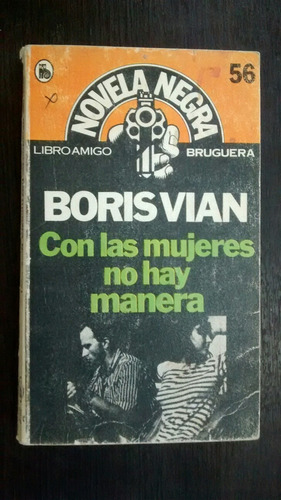 56
NOVELA NEGRA
LIBRO AMIGO BRUGUERA
BORIS VIAN
Con las mujeres
no hay
manera